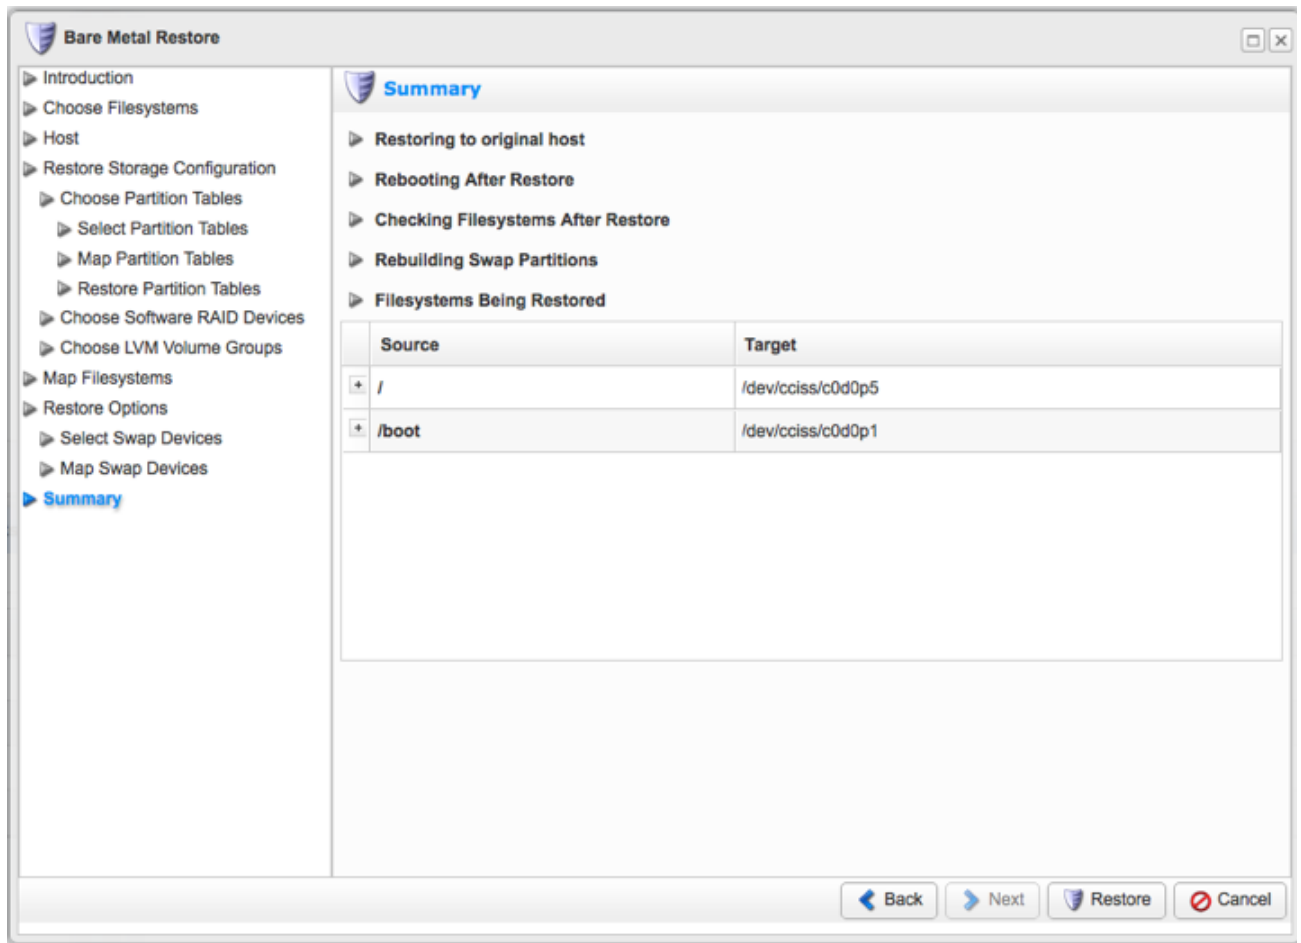 Bare Metal Restore
Introduction
Choose Filesystems
Host
Restore Storage Configuration
Choose Partition Tables
Select Partition Tables
Map Partition Tables
Restore Partition Tables
Choose Software RAID Devices
Choose LVM Volume Groups
Map Filesystems
Restore Options
Select Swap Devices
Map Swap Devices
Summary
Summary
Restoring to original host
Rebooting After Restore
Checking Filesystems After Restore
Rebuilding Swap Partitions
Filesystems Being Restored
Source Target
/ /dev/cciss/c0d0p5
/boot /dev/cciss/c0d0p1
Back Next Restore Cancel